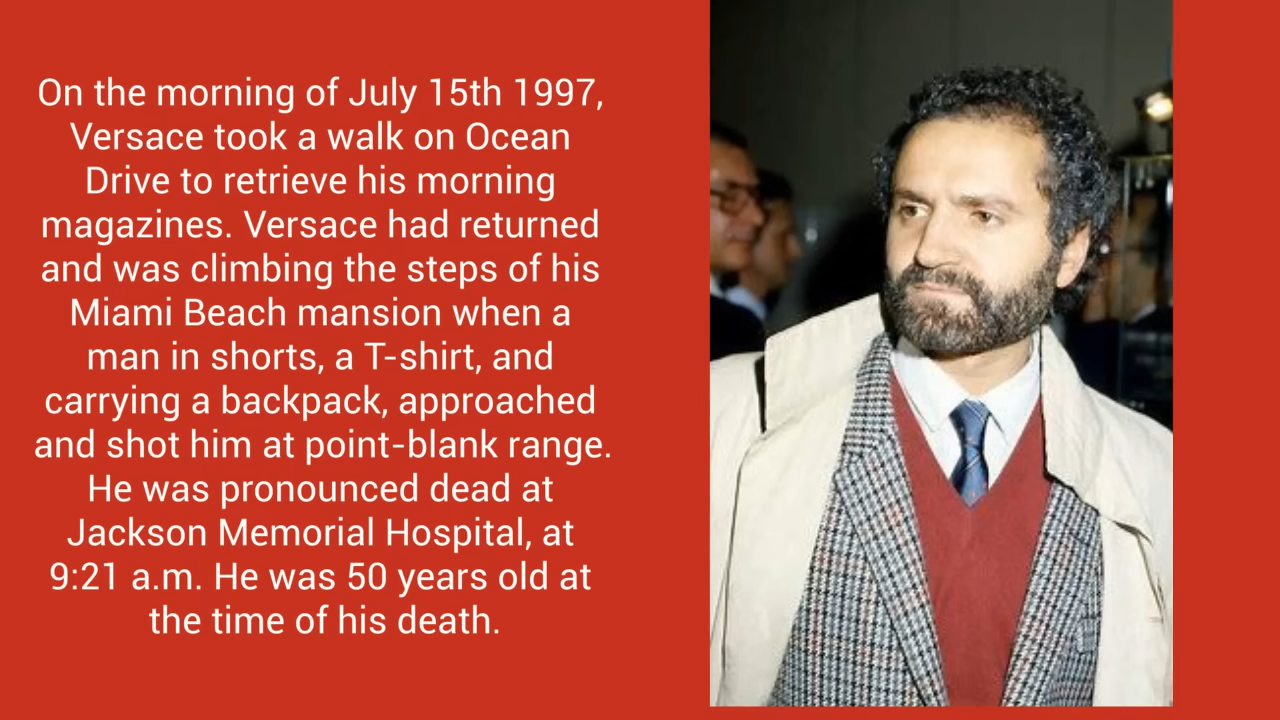 On the morning of July 15th 1997,
Versace took a walk on Ocean
Drive to retrieve his morning
magazines. Versace had returned
and was climbing the steps of his
Miami Beach mansion when a
man in shorts, a T-shirt, and
carrying a backpack, approached
and shot him at point-blank range.
He was pronounced dead at
Jackson Memorial Hospital, at
9:21 a.m. He was 50 years old at
the time of his death.